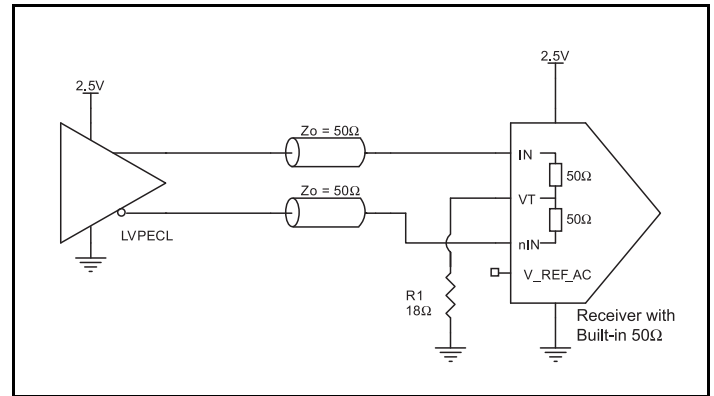 2.5V
2.5V
Zo = 50Ω
IN
50Ω
Zo = 50Ω
VT
50Ω
nIN
LVPECL
V_REF_AC
R1
18Ω
Receiver with
Built-in 50Ω